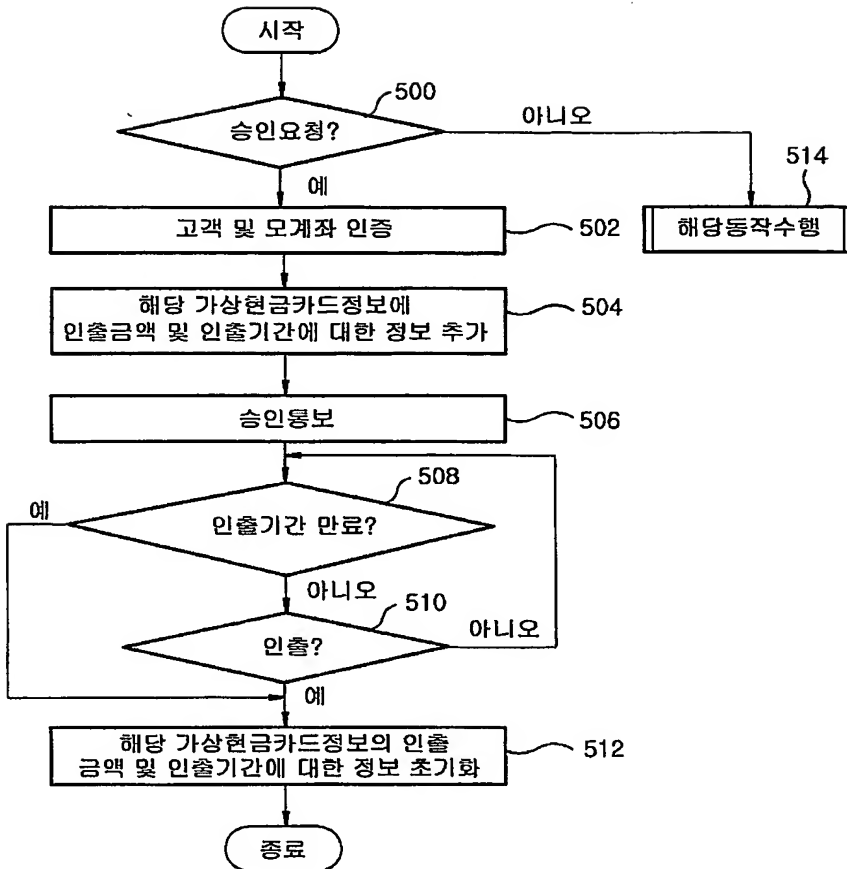 시작
500
승인요청?
아니오
예
514
해당동작수행
고객 및 모계좌 인증
502
해당 가상현금카드정보에
인출금액 및 인출기간에 대한 정보 추가
504
승인통보
506
508
예
인출기간 만료?
아니오
510
인출?
아니오
예
해당 가상현금카드정보의 인출
금액 및 인출기간에 대한 정보 초기화
512
종료